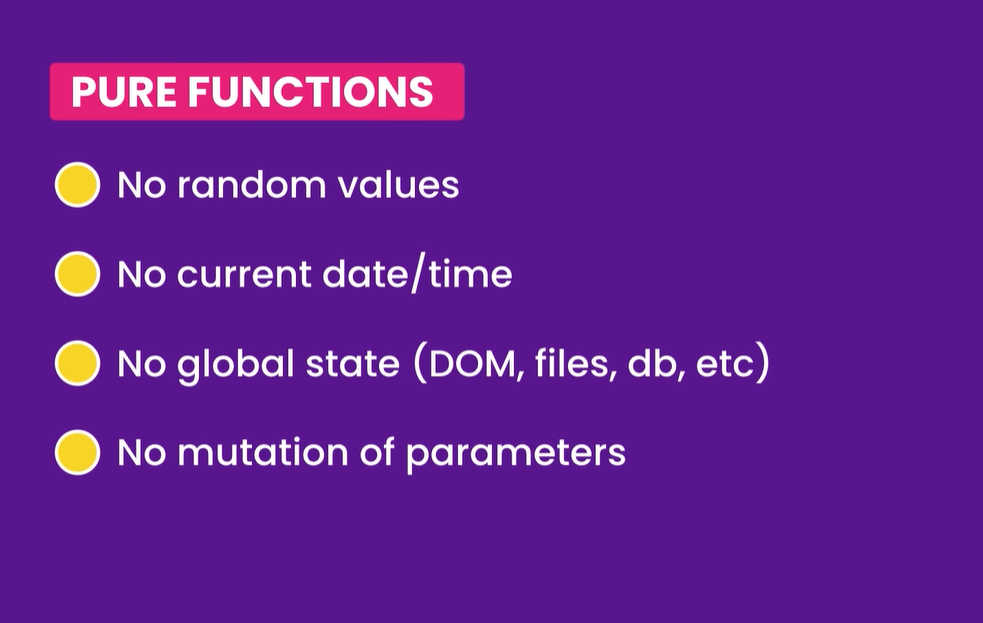 PURE FUNCTIONS
No random values
No current date/time
No global state (DOM, files, db, etc)
No mutation of parameters